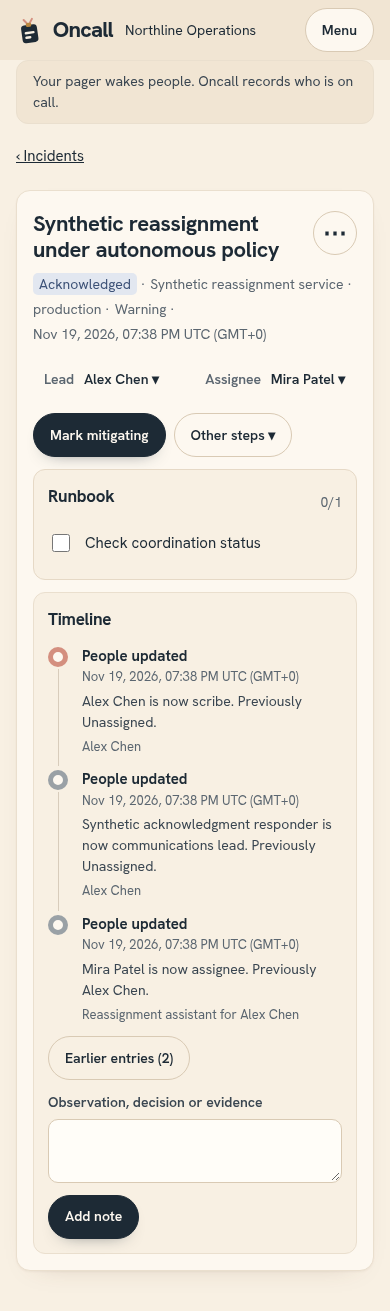 Oncall Northline Operations Menu
Your pager wakes people. Oncall records who is on
call.
‹ Incidents
Synthetic reassignment
under autonomous policy
...
Acknowledged · Synthetic reassignment service ·
production · Warning ·
Nov 19, 2026, 07:38 PM UTC (GMT+0)
Lead Alex Chen ▾ Assignee Mira Patel ▾
Mark mitigating Other steps ▾
Runbook 0/1
Check coordination status
Timeline
People updated
Nov 19, 2026, 07:38 PM UTC (GMT+0)
Alex Chen is now scribe. Previously
Unassigned.
Alex Chen
People updated
Nov 19, 2026, 07:38 PM UTC (GMT+0)
Synthetic acknowledgment responder is
now communications lead. Previously
Unassigned.
Alex Chen
People updated
Nov 19, 2026, 07:38 PM UTC (GMT+0)
Mira Patel is now assignee. Previously
Alex Chen.
Reassignment assistant for Alex Chen
Earlier entries (2)
Observation, decision or evidence
Add note